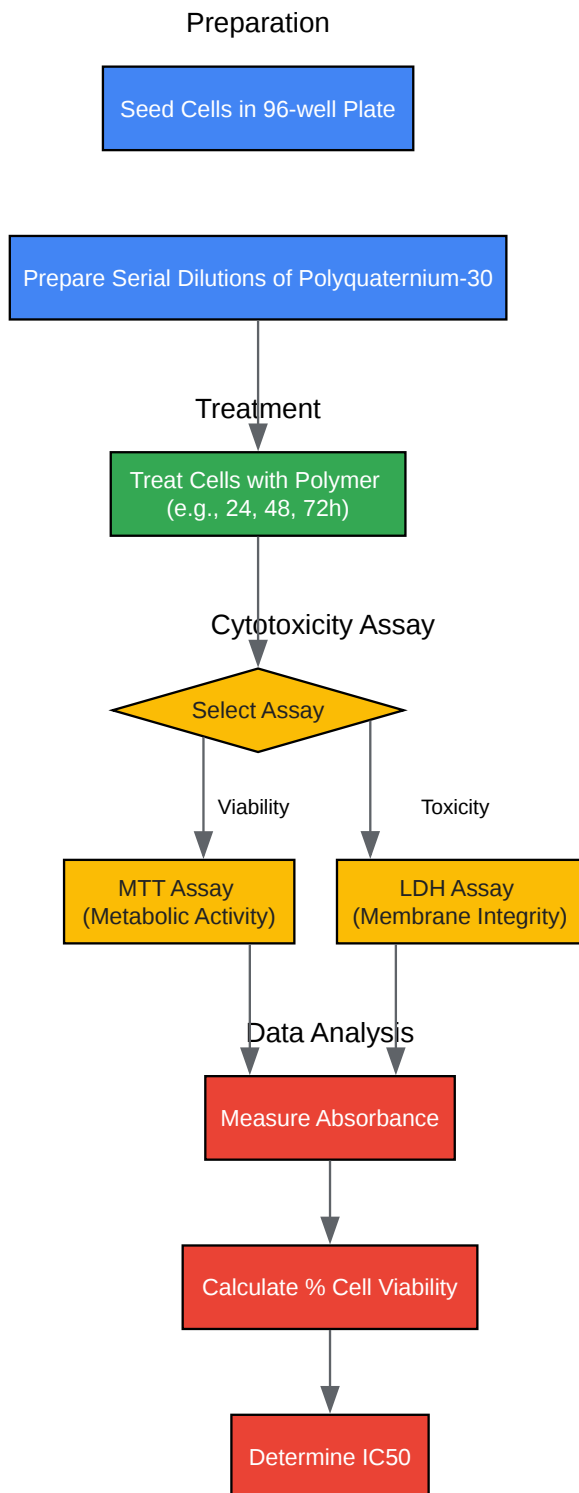 Preparation
Seed Cells in 96-well Plate
Prepare Serial Dilutions of Polyquaternium-30
Treatment
Treat Cells with Polymer
(e.g., 24, 48, 72h)
Cytotoxicity Assay
Select Assay
Viability
Toxicity
MTT Assay
(Metabolic Activity)
LDH Assay
(Membrane Integrity)
Data Analysis
Measure Absorbance
Calculate % Cell Viability
Determine IC50